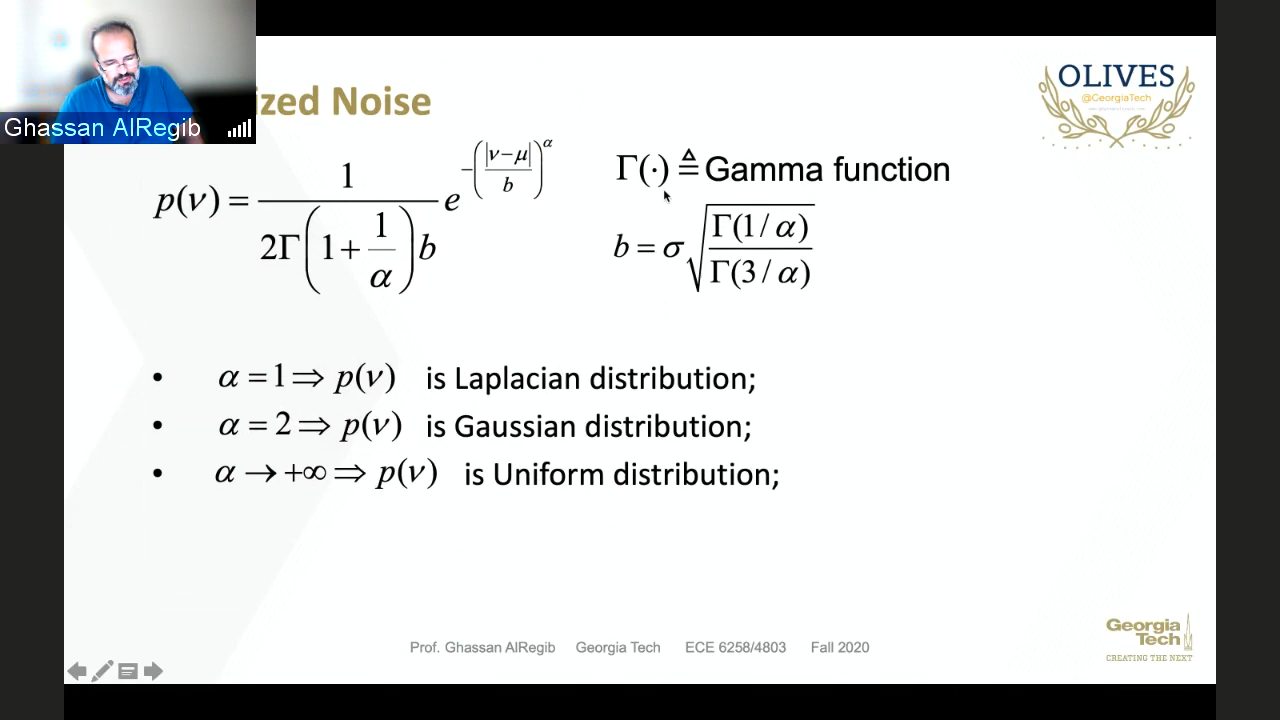 Ghassan AlRegib
ized Noise
OLIVES
@GeorgiaTech
p(ν) = 1 / (2Γ(1 + 1/α) b) e^{-(|ν−μ|/b)^α}
Γ(·) ≜ Gamma function
b = σ √(Γ(1/α) / Γ(3/α))
• α = 1 ⇒ p(ν) is Laplacian distribution;
• α = 2 ⇒ p(ν) is Gaussian distribution;
• α → +∞ ⇒ p(ν) is Uniform distribution;
Prof. Ghassan AlRegib Georgia Tech ECE 6258/4803 Fall 2020
Georgia
Tech
CREATING THE NEXT